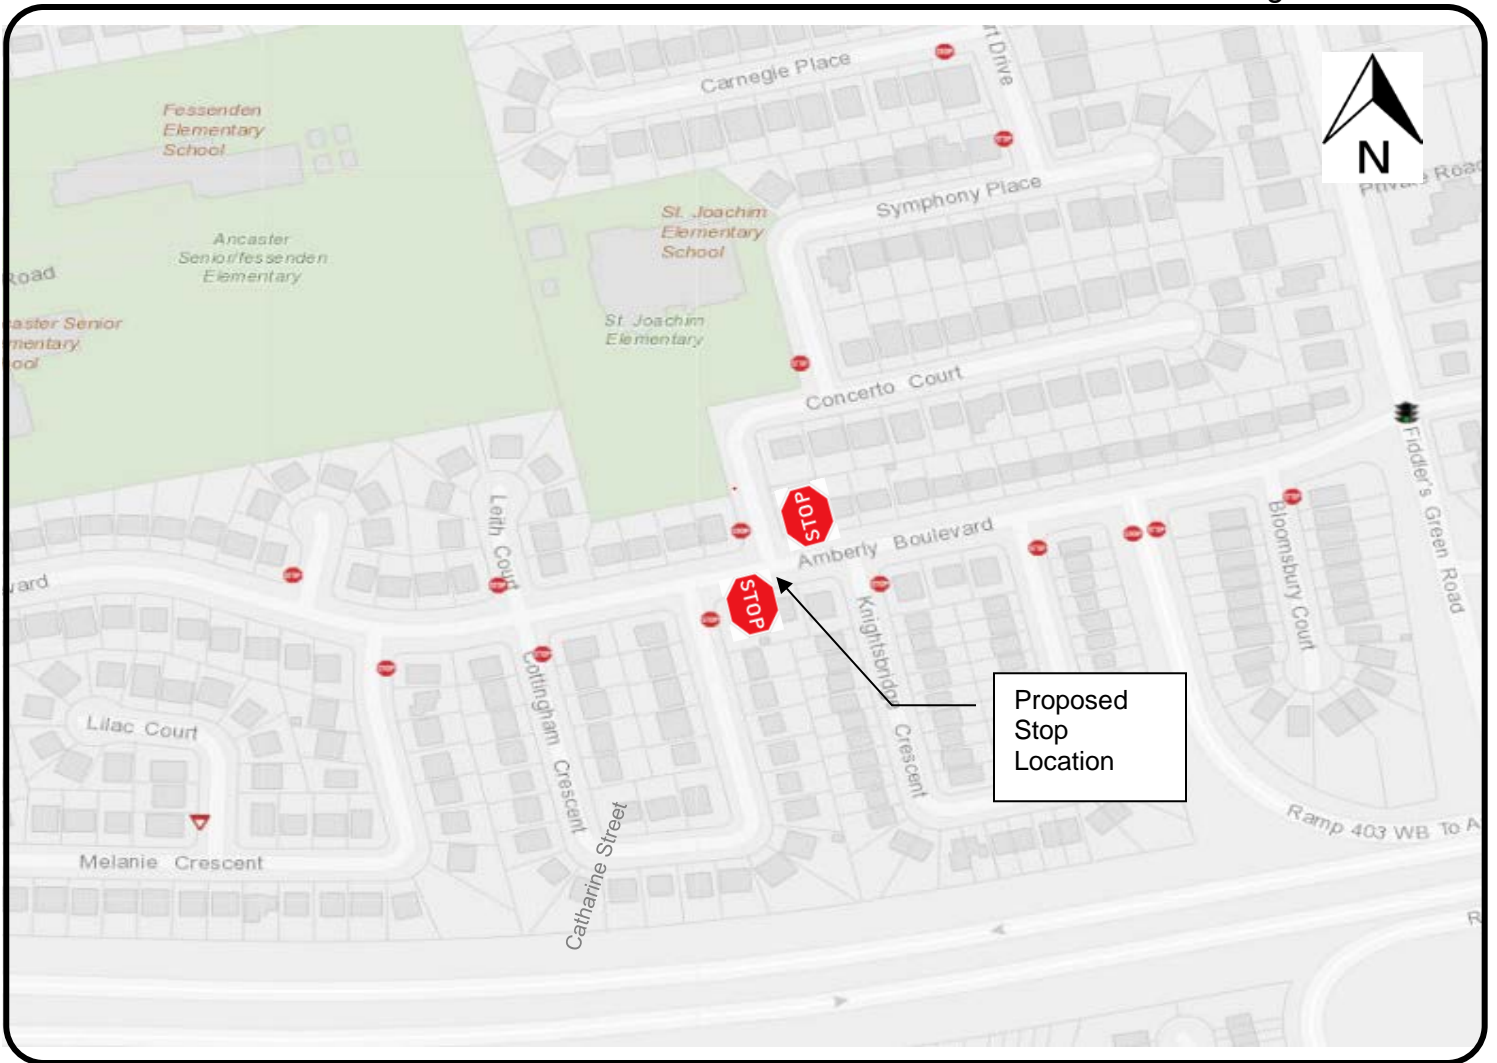 Carnegie Place
rt Drive
Fessenden
Elementary
School
N
Private Road
Symphony Place
St. Joachim
Elementary
School
Ancaster
Senior/fessenden
Elementary
Road
caster Senior
mentary
ool
St. Joachim
Elementary
Concerto Court
Fiddler's Green Road
Leith Court
STOP
Bloomsbury Court
Amberly Boulevard
vard
STOP
Knightsbridge Crescent
Cottingham Crescent
Proposed
Stop
Location
Lilac Court
Catharine Street
Ramp 403 WB To A
Melanie Crescent
R